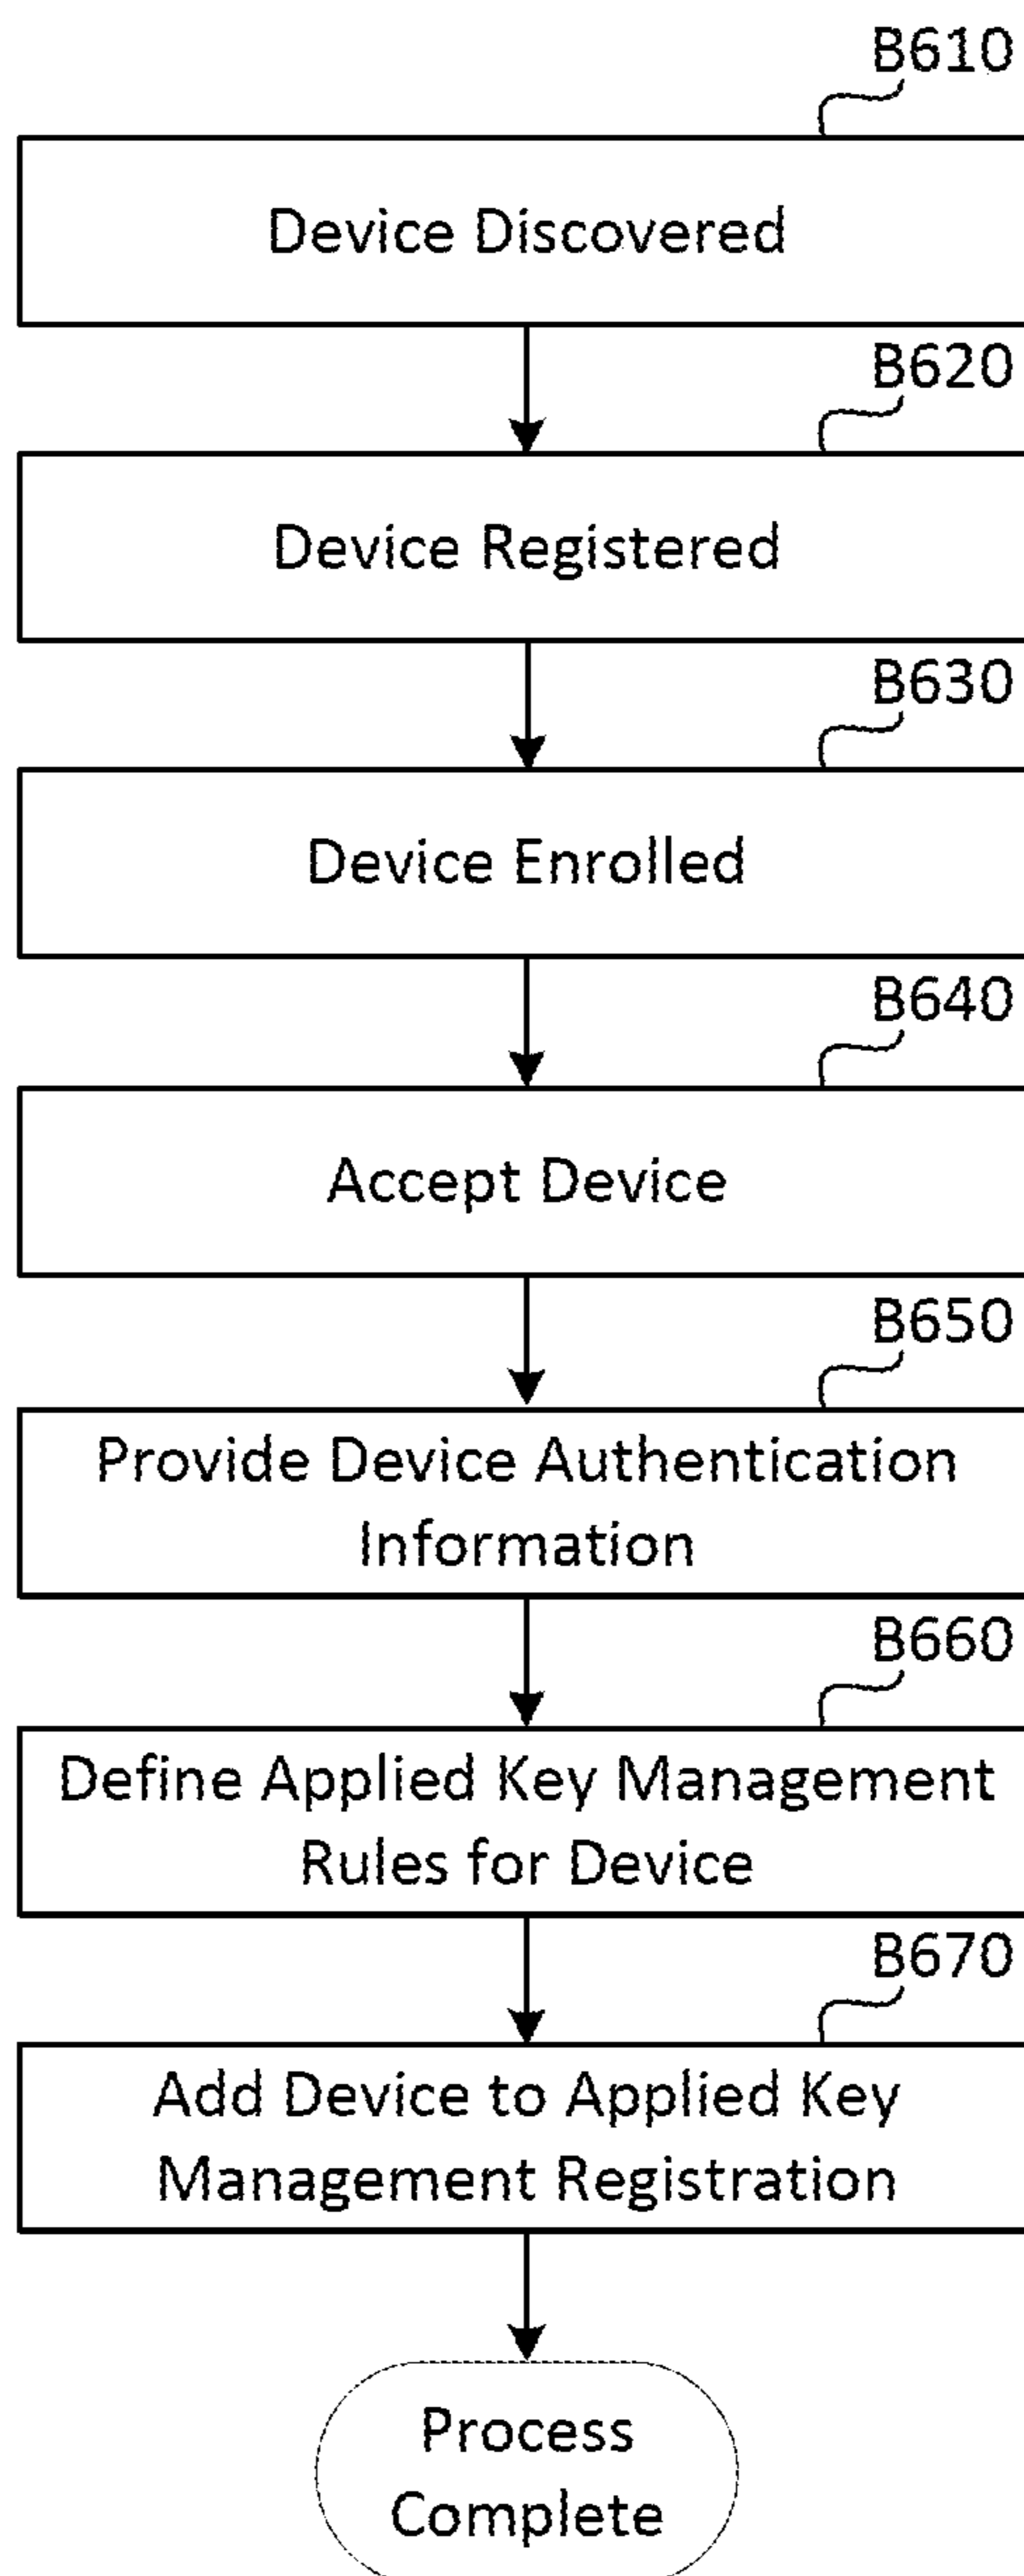 B610
Device Discovered
B620
Device Registered
B630
Device Enrolled
B640
Accept Device
B650
Provide Device Authentication
Information
B660
Define Applied Key Management
Rules for Device
B670
Add Device to Applied Key
Management Registration
Process
Complete